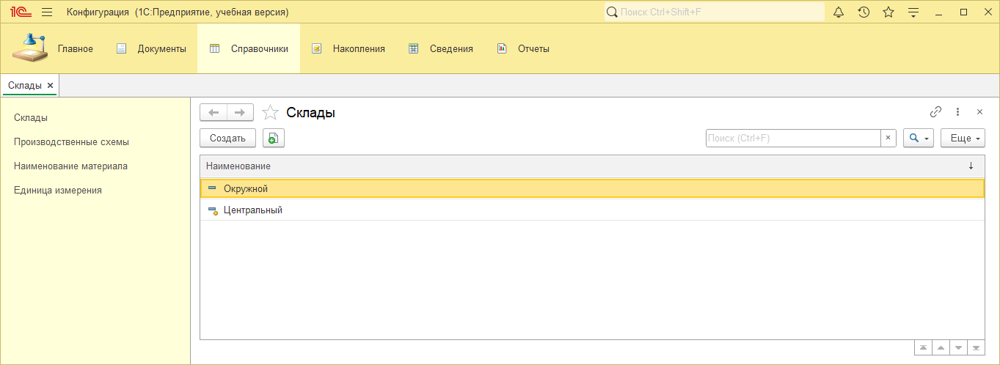 1С Конфигурация (1С:Предприятие, учебная версия) Поиск Ctrl+Shift+F
Главное Документы Справочники Накопления Сведения Отчеты
Склады
Склады
Производственные схемы
Наименование материала
Единица измерения
Склады
Создать Поиск (Ctrl+F) Еще
Наименование
Окружной
Центральный